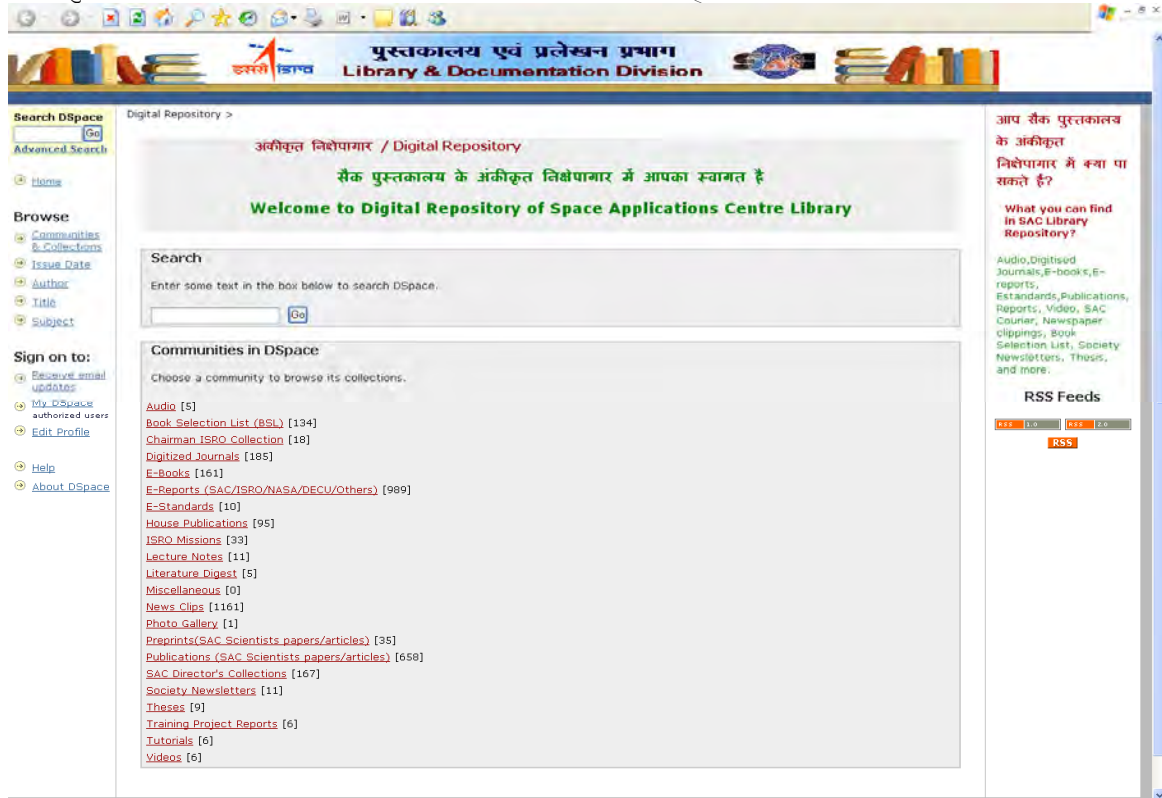 पुस्तकालय एवं प्रलेखन प्रभाग
इसरो isro
Library & Documentation Division
Search DSpace
Go
Advanced Search
Home
Browse
Communities
& Collections
Issue Date
Author
Title
Subject
Sign on to:
Receive email
updates
My DSpace
authorized users
Edit Profile
Help
About DSpace
Digital Repository >
अंकीकृत निक्षेपागार / Digital Repository
सैक पुस्तकालय के अंकीकृत निक्षेपागार में आपका स्वागत है
Welcome to Digital Repository of Space Applications Centre Library
Search
Enter some text in the box below to search DSpace.
Go
Communities in DSpace
Choose a community to browse its collections.
Audio [5]
Book Selection List (BSL) [134]
Chairman ISRO Collection [18]
Digitized Journals [185]
E-Books [161]
E-Reports (SAC/ISRO/NASA/DECU/Others) [989]
E-Standards [10]
House Publications [95]
ISRO Missions [33]
Lecture Notes [11]
Literature Digest [5]
Miscellaneous [0]
News Clips [1161]
Photo Gallery [1]
Preprints(SAC Scientists papers/articles) [35]
Publications (SAC Scientists papers/articles) [658]
SAC Director's Collections [167]
Society Newsletters [11]
Theses [9]
Training Project Reports [6]
Tutorials [6]
Videos [6]
आप सैक पुस्तकालय
के अंकीकृत
निक्षेपागार में क्या पा
सकते हैं?
What you can find
in SAC Library
Repository?
Audio,Digitised
Journals,E-books,E-
reports,
Estandards,Publications,
Reports, Video, SAC
Courier, Newspaper
clippings, Book
Selection List, Society
Newsletters, Thesis,
and more.
RSS Feeds
RSS 1.0 RSS 2.0
RSS